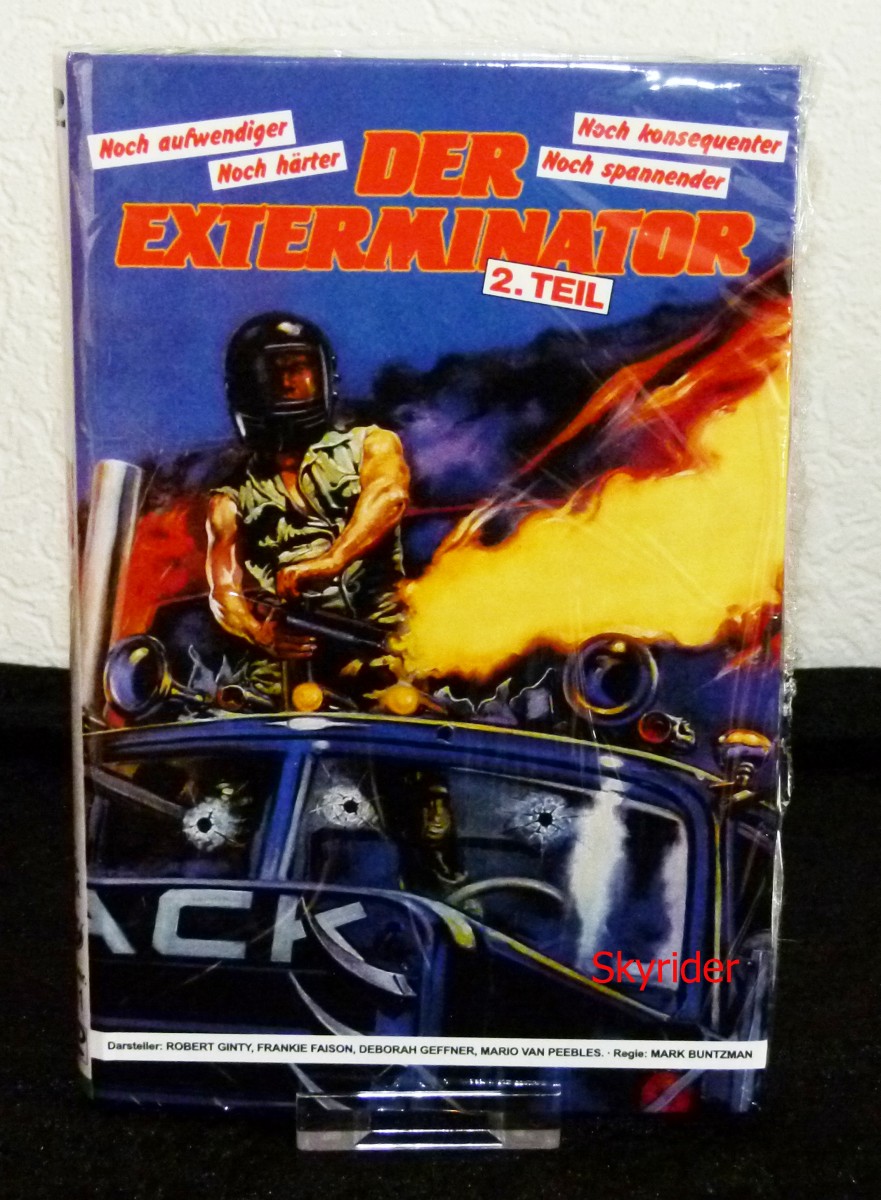 Noch aufwendiger
Noch härter
Noch konsequenter
Noch spannender
DER
EXTERMINATOR
2. TEIL
ACK
Skyrider
Darsteller: ROBERT GINTY, FRANKIE FAISON, DEBORAH GEFFNER, MARIO VAN PEEBLES. · Regie: MARK BUNTZMAN